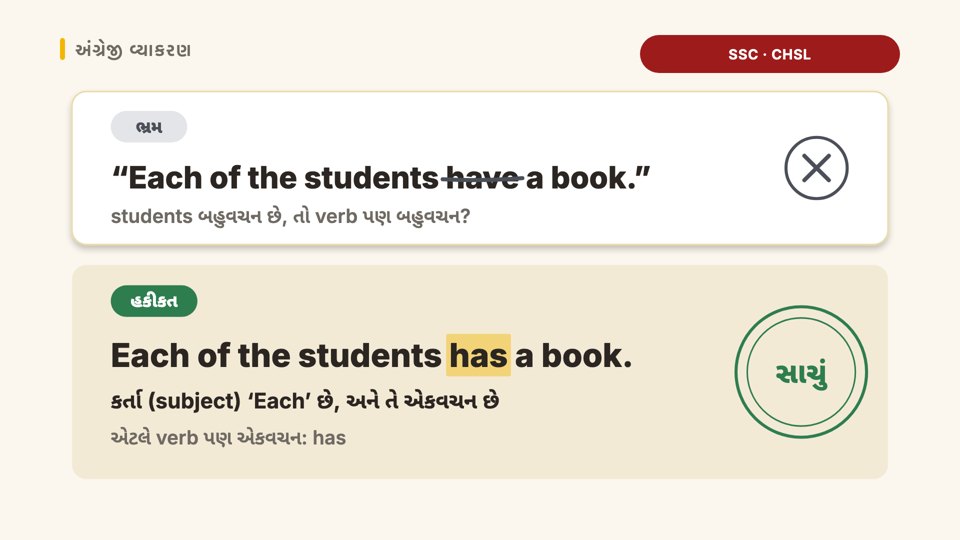 અંગ્રેજી વ્યાકરણ
SSC · CHSL
ભ્રમ
“Each of the students have a book.”
students બહુવચન છે, તો verb પણ બહુવચન?
હકીકત
Each of the students has a book.
કર્તા (subject) ‘Each’ છે, અને તે એકવચન છે
સાચું
એટલે verb પણ એકવચન: has